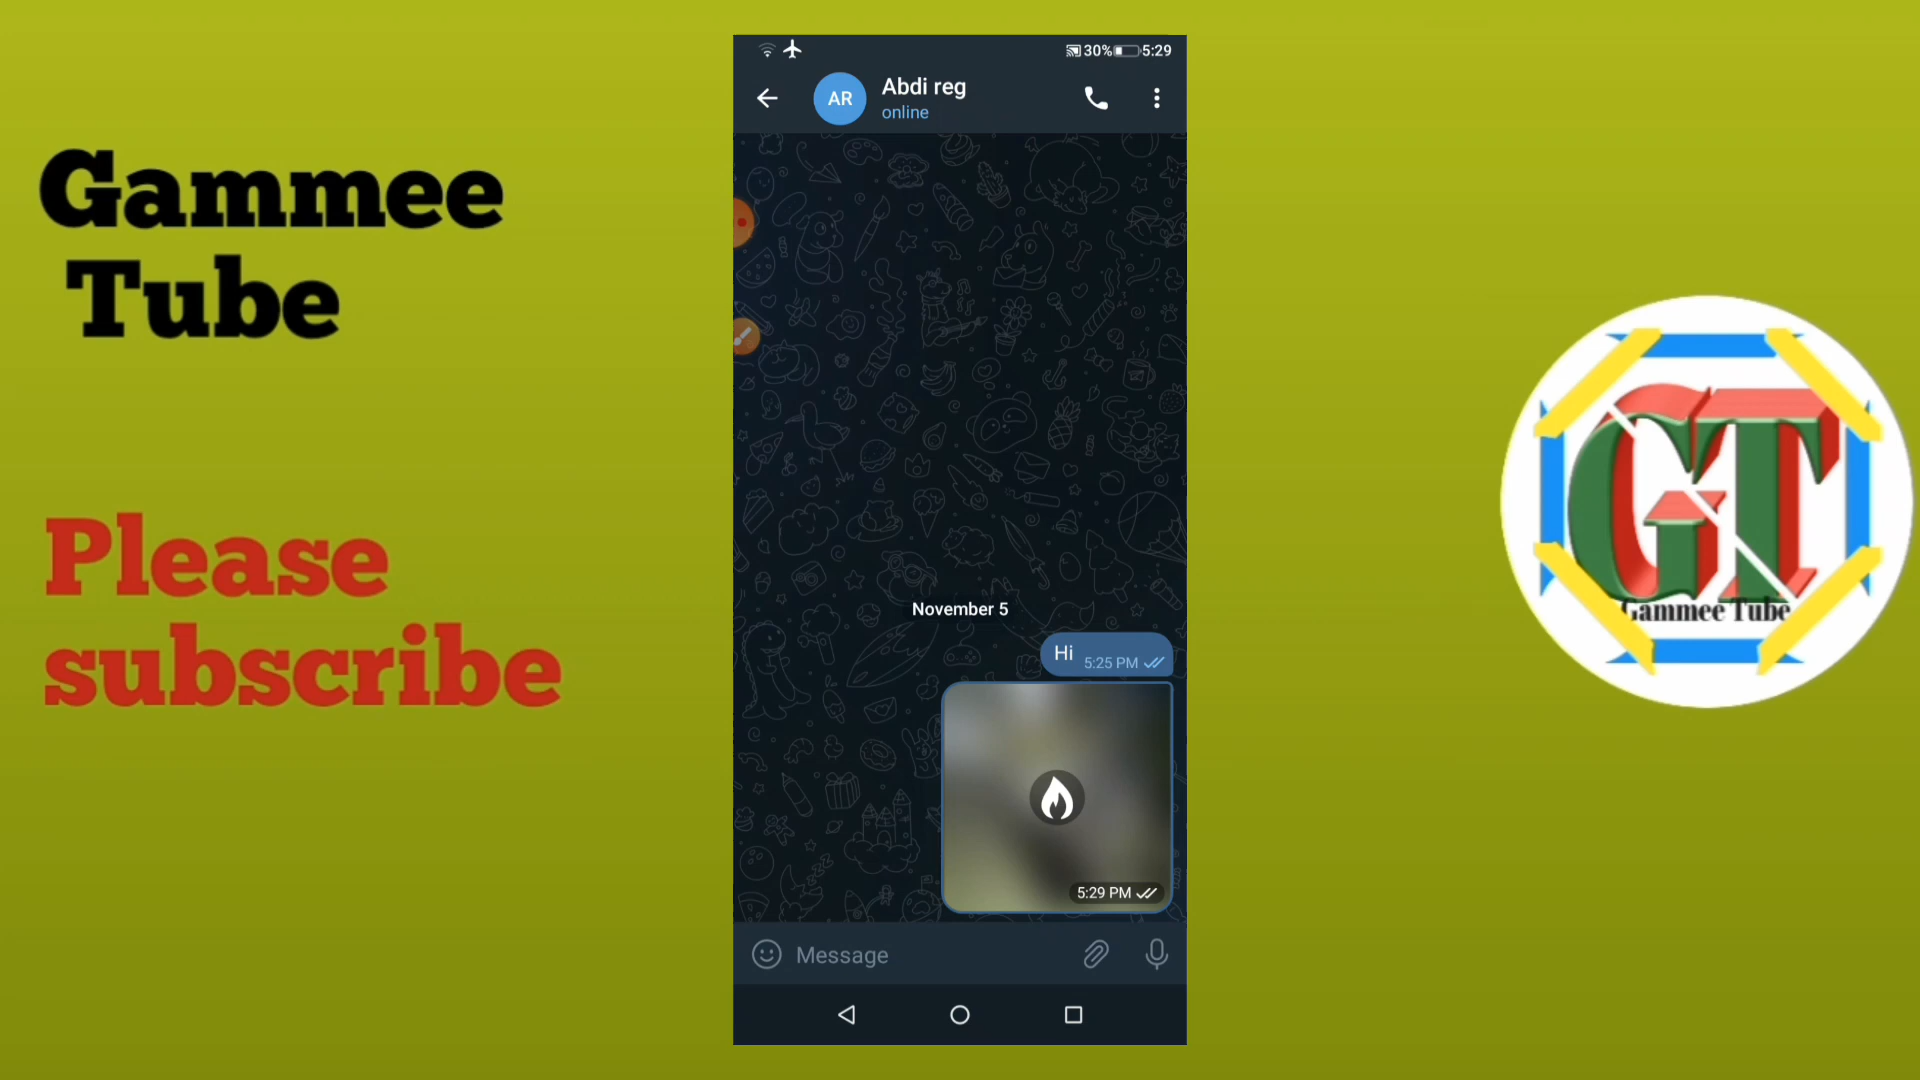 Gammee
Tube
Please
subscribe
30% 5:29
AR
Abdi reg
online
November 5
Hi
5:25 PM
5:29 PM
Message
GT
Gammee Tube